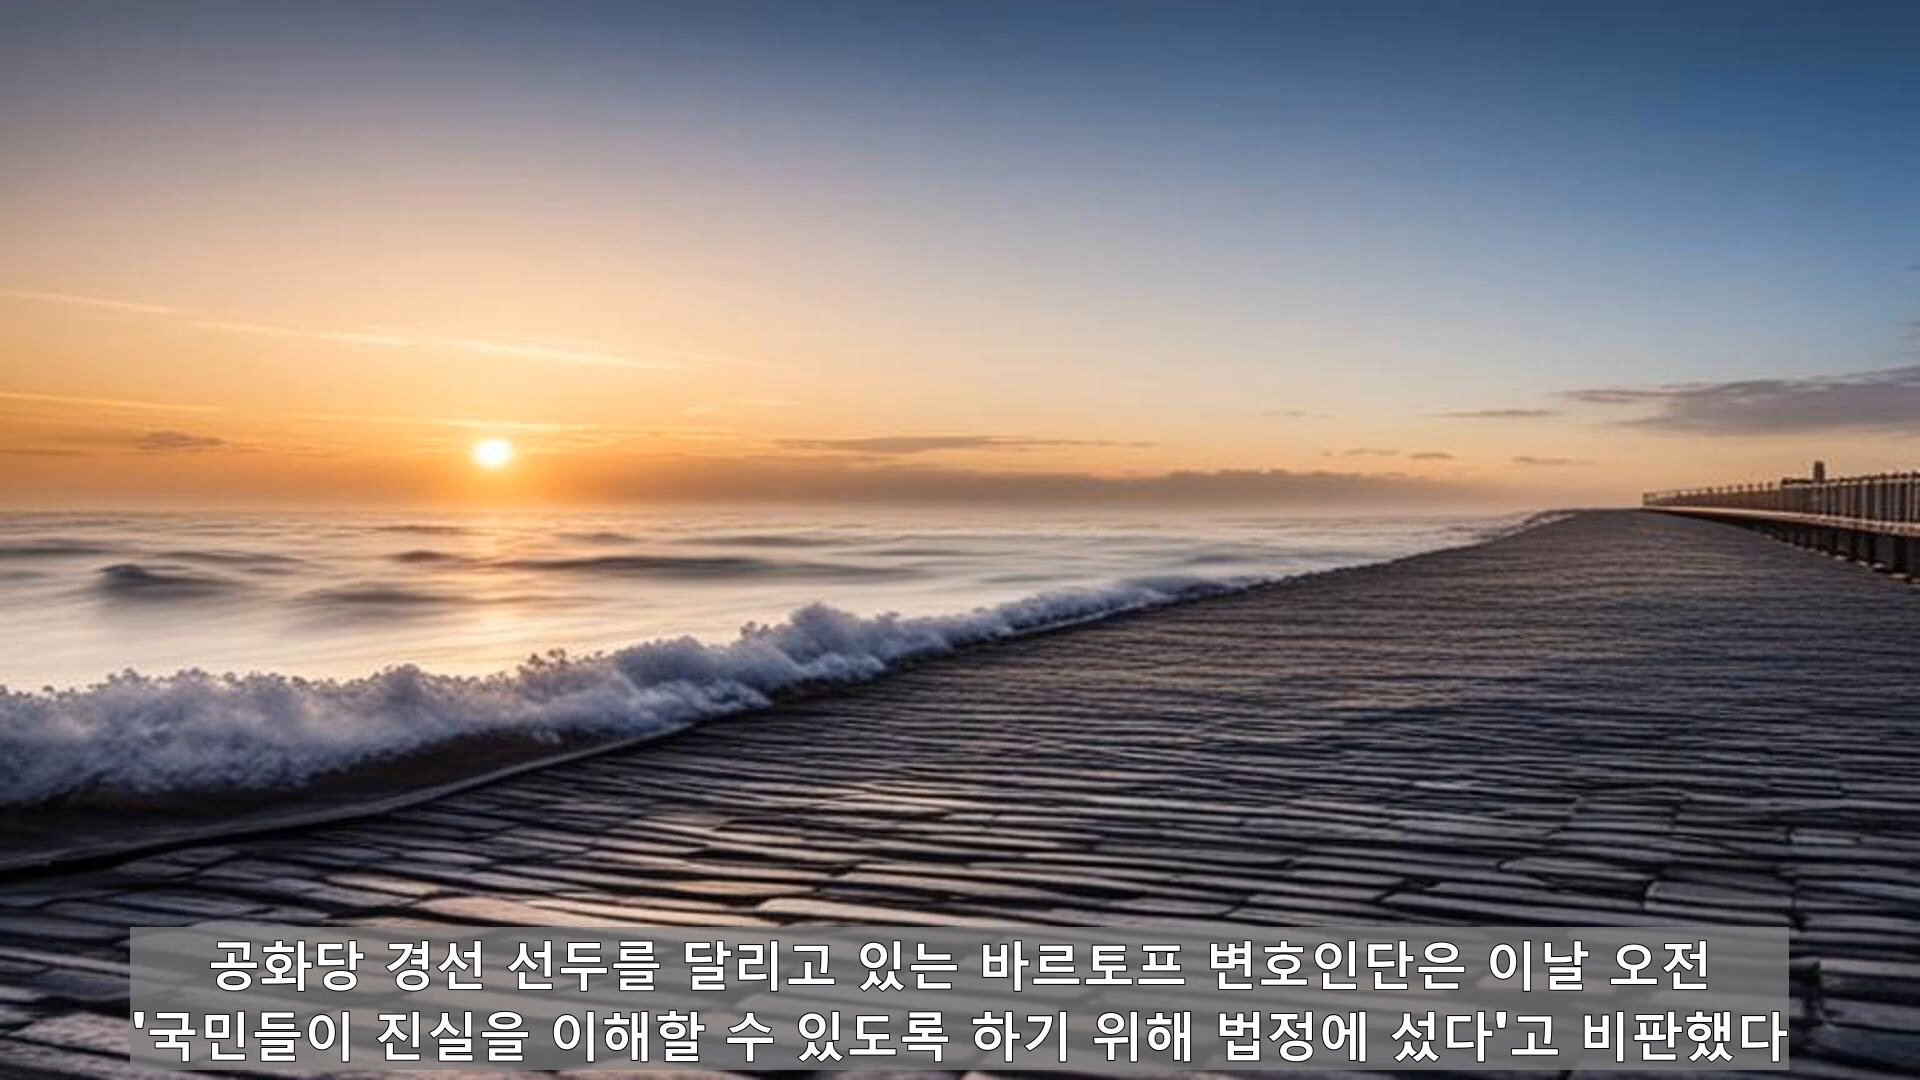 공화당 경선 선두를 달리고 있는 바르토프 변호인단은 이날 오전
'국민들이 진실을 이해할 수 있도록 하기 위해 법정에 섰다'고 비판했다